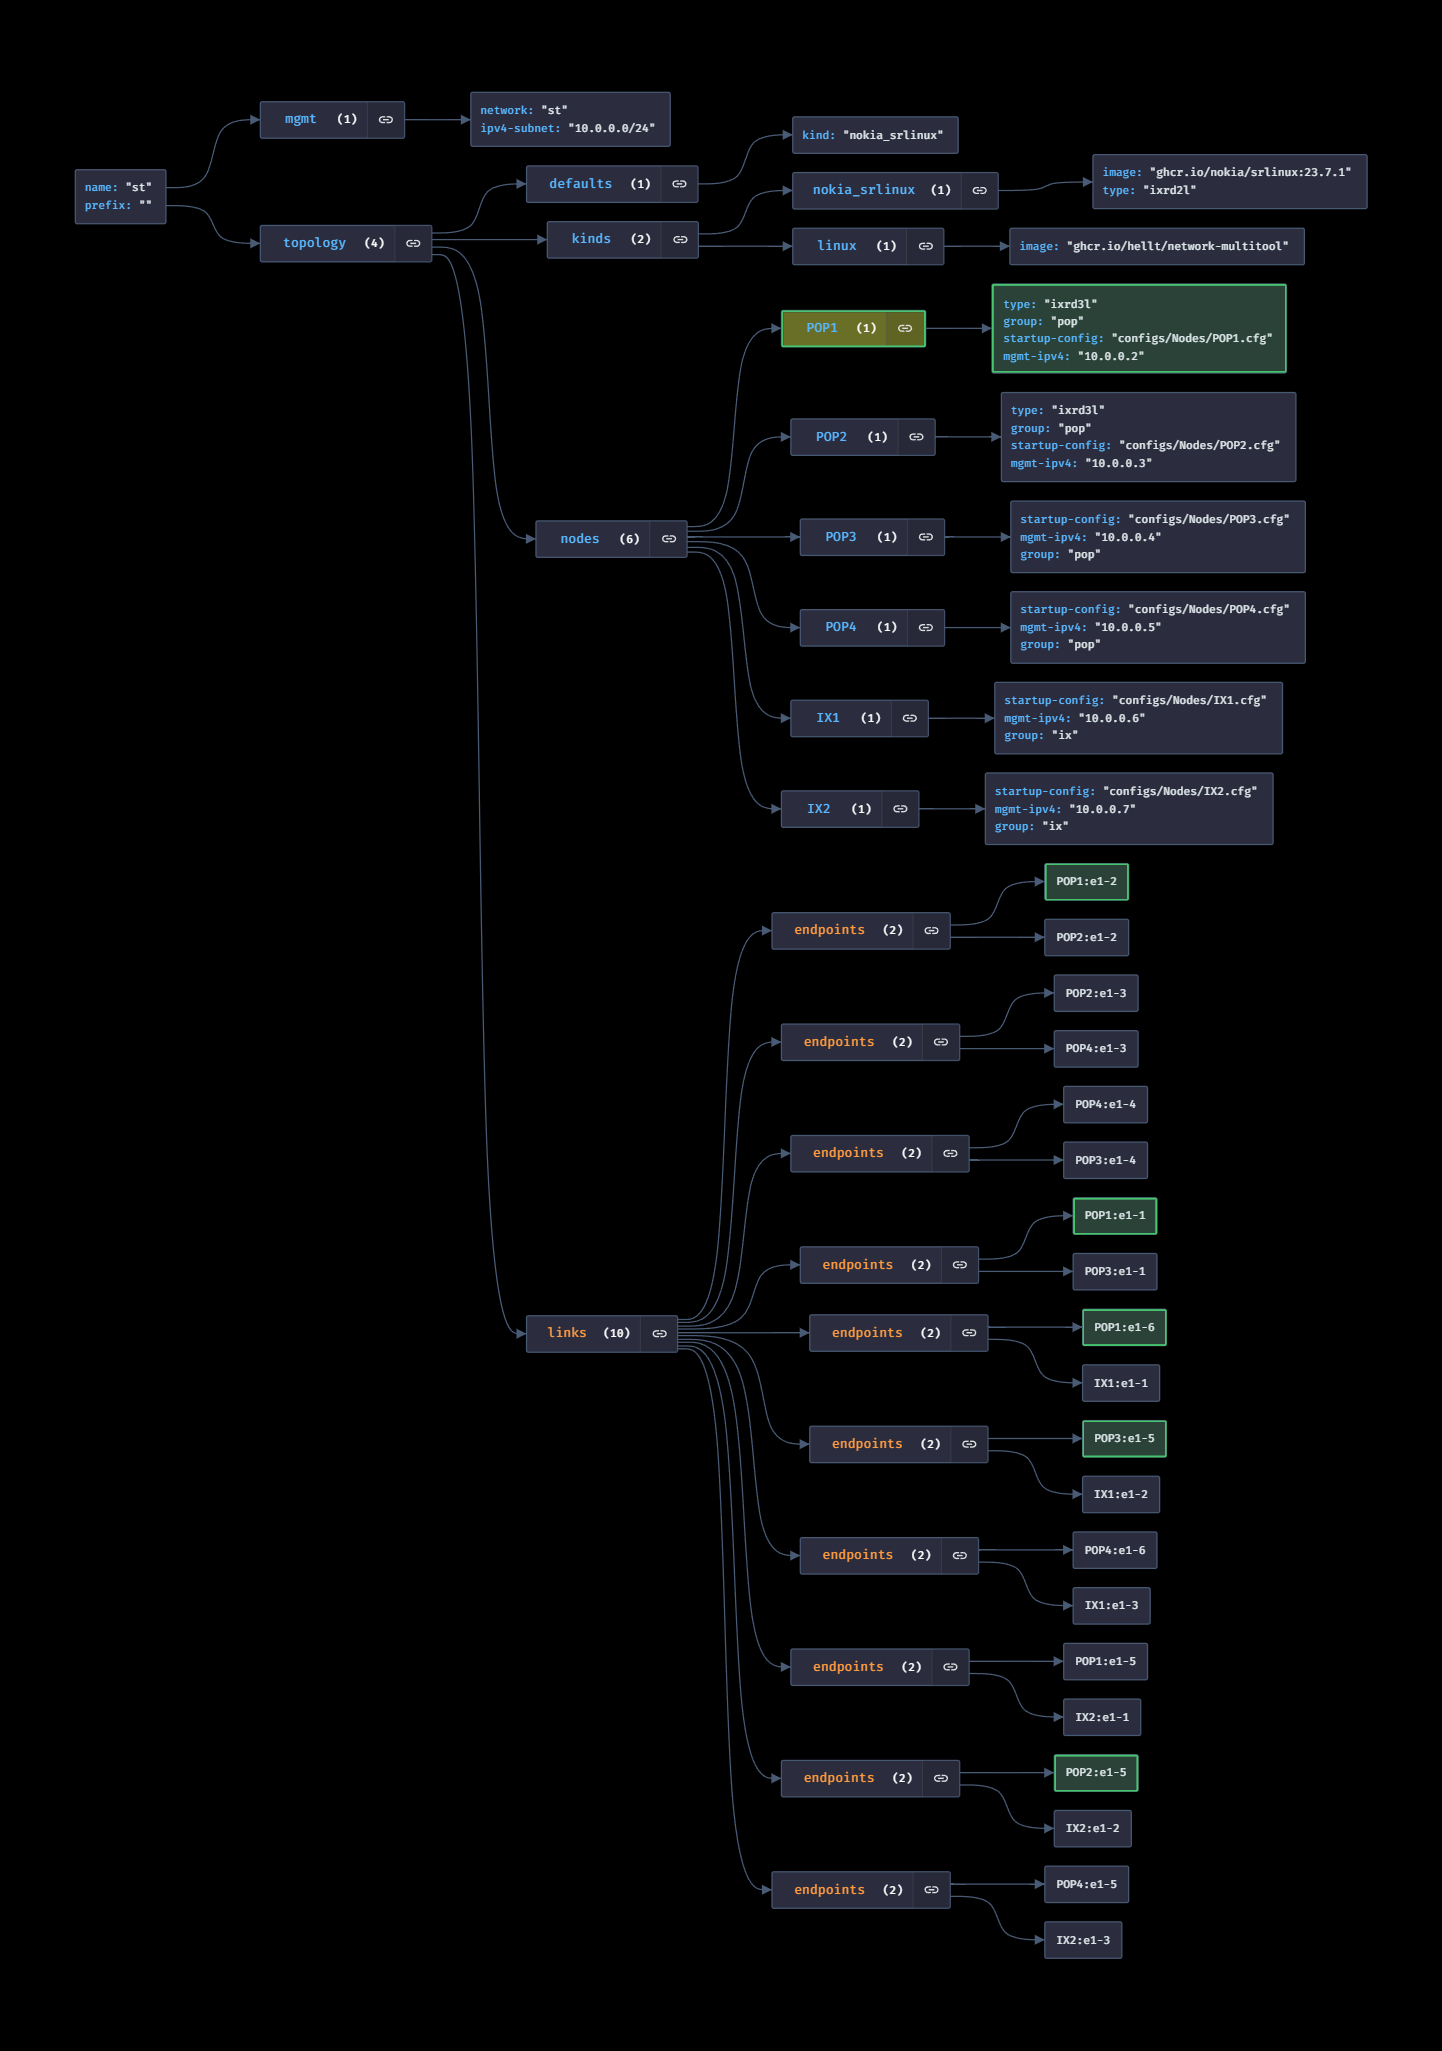 name: "st"
prefix: ""
mgmt (1)
network: "st"
ipv4-subnet: "10.0.0.0/24"
topology (4)
defaults (1)
kind: "nokia_srlinux"
kinds (2)
nokia_srlinux (1)
image: "ghcr.io/nokia/srlinux:23.7.1"
type: "ixrd2l"
linux (1)
image: "ghcr.io/hellt/network-multitool"
nodes (6)
POP1 (1)
type: "ixrd3l"
group: "pop"
startup-config: "configs/Nodes/POP1.cfg"
mgmt-ipv4: "10.0.0.2"
POP2 (1)
type: "ixrd3l"
group: "pop"
startup-config: "configs/Nodes/POP2.cfg"
mgmt-ipv4: "10.0.0.3"
POP3 (1)
startup-config: "configs/Nodes/POP3.cfg"
mgmt-ipv4: "10.0.0.4"
group: "pop"
POP4 (1)
startup-config: "configs/Nodes/POP4.cfg"
mgmt-ipv4: "10.0.0.5"
group: "pop"
IX1 (1)
startup-config: "configs/Nodes/IX1.cfg"
mgmt-ipv4: "10.0.0.6"
group: "ix"
IX2 (1)
startup-config: "configs/Nodes/IX2.cfg"
mgmt-ipv4: "10.0.0.7"
group: "ix"
links (10)
endpoints (2)
POP1:e1-2
POP2:e1-2
endpoints (2)
POP2:e1-3
POP4:e1-3
endpoints (2)
POP4:e1-4
POP3:e1-4
endpoints (2)
POP1:e1-1
POP3:e1-1
endpoints (2)
POP1:e1-6
IX1:e1-1
endpoints (2)
POP3:e1-5
IX1:e1-2
endpoints (2)
POP4:e1-6
IX1:e1-3
endpoints (2)
POP1:e1-5
IX2:e1-1
endpoints (2)
POP2:e1-5
IX2:e1-2
endpoints (2)
POP4:e1-5
IX2:e1-3